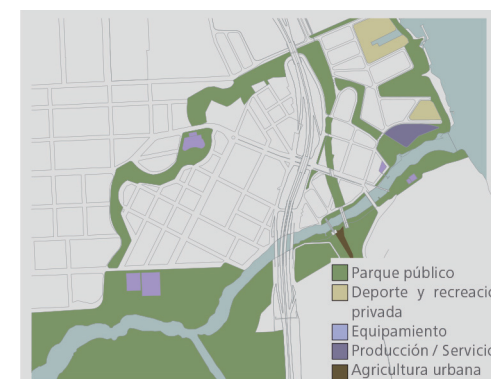 Parque público
Deporte y recreació
privada
Equipamiento
Producción / Servicio
Agricultura urbana